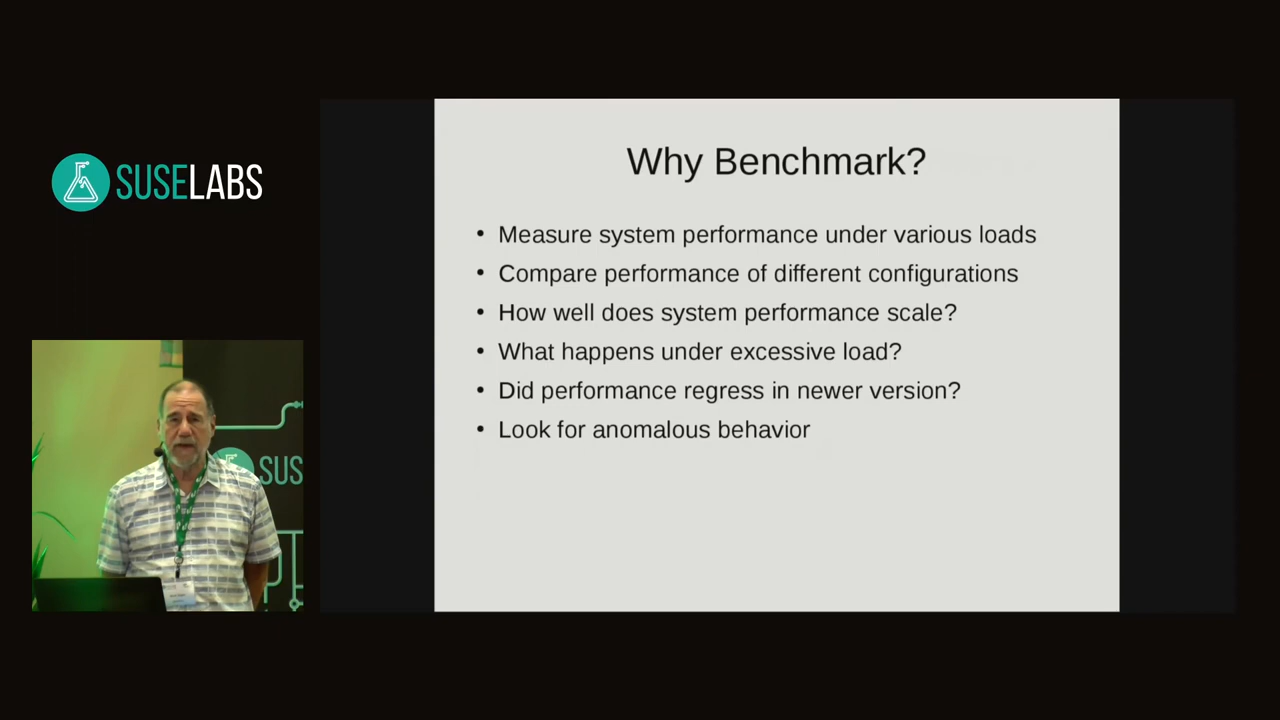 SUSELABS
Why Benchmark?
• Measure system performance under various loads
• Compare performance of different configurations
• How well does system performance scale?
• What happens under excessive load?
• Did performance regress in newer version?
• Look for anomalous behavior
SUS